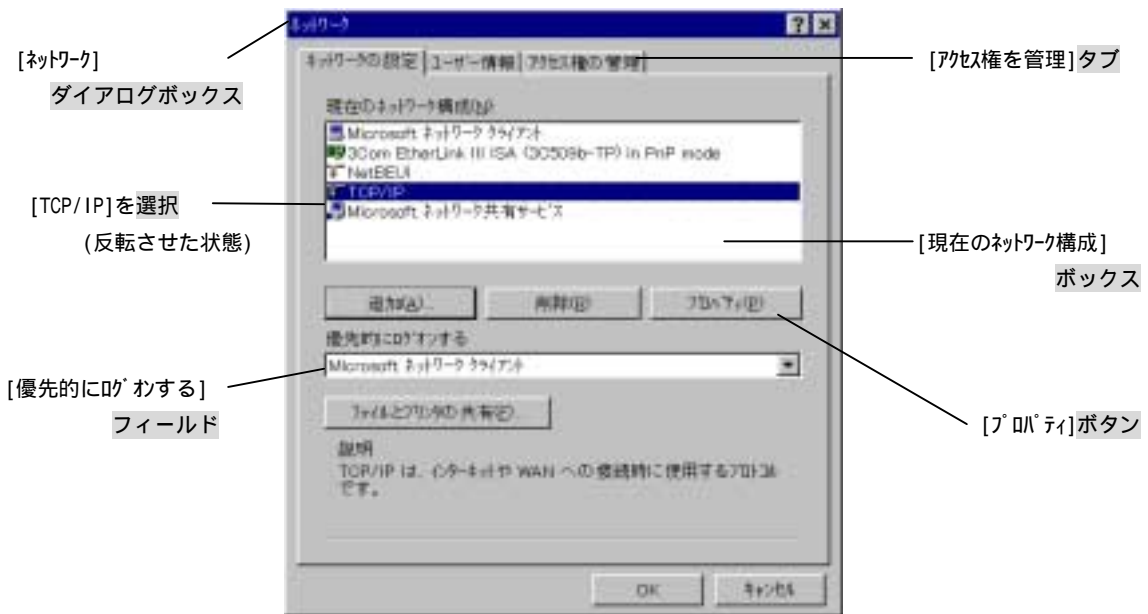 ネットワーク
[ネットワーク]
ダイアログボックス
ネットワークの設定
ユーザー情報
アクセス権の管理
[アクセス権を管理]タブ
現在のネットワーク構成(N)
Microsoft ネットワーク クライアント
3Com EtherLink III ISA (3C509b-TP) in PnP mode
NetBEUI
TCP/IP
Microsoft ネットワーク共有サービス
[TCP/IP]を選択
(反転させた状態)
[現在のネットワーク構成]
ボックス
追加(A)...
削除(R)
プロパティ(P)
優先的にログオンする
Microsoft ネットワーク クライアント
[優先的にログオンする]
フィールド
ファイルとプリンタの共有(F)...
[プロパティ]ボタン
説明
TCP/IP は、インターネットや WAN への接続時に使用するプロトコル
です。
OK
キャンセル